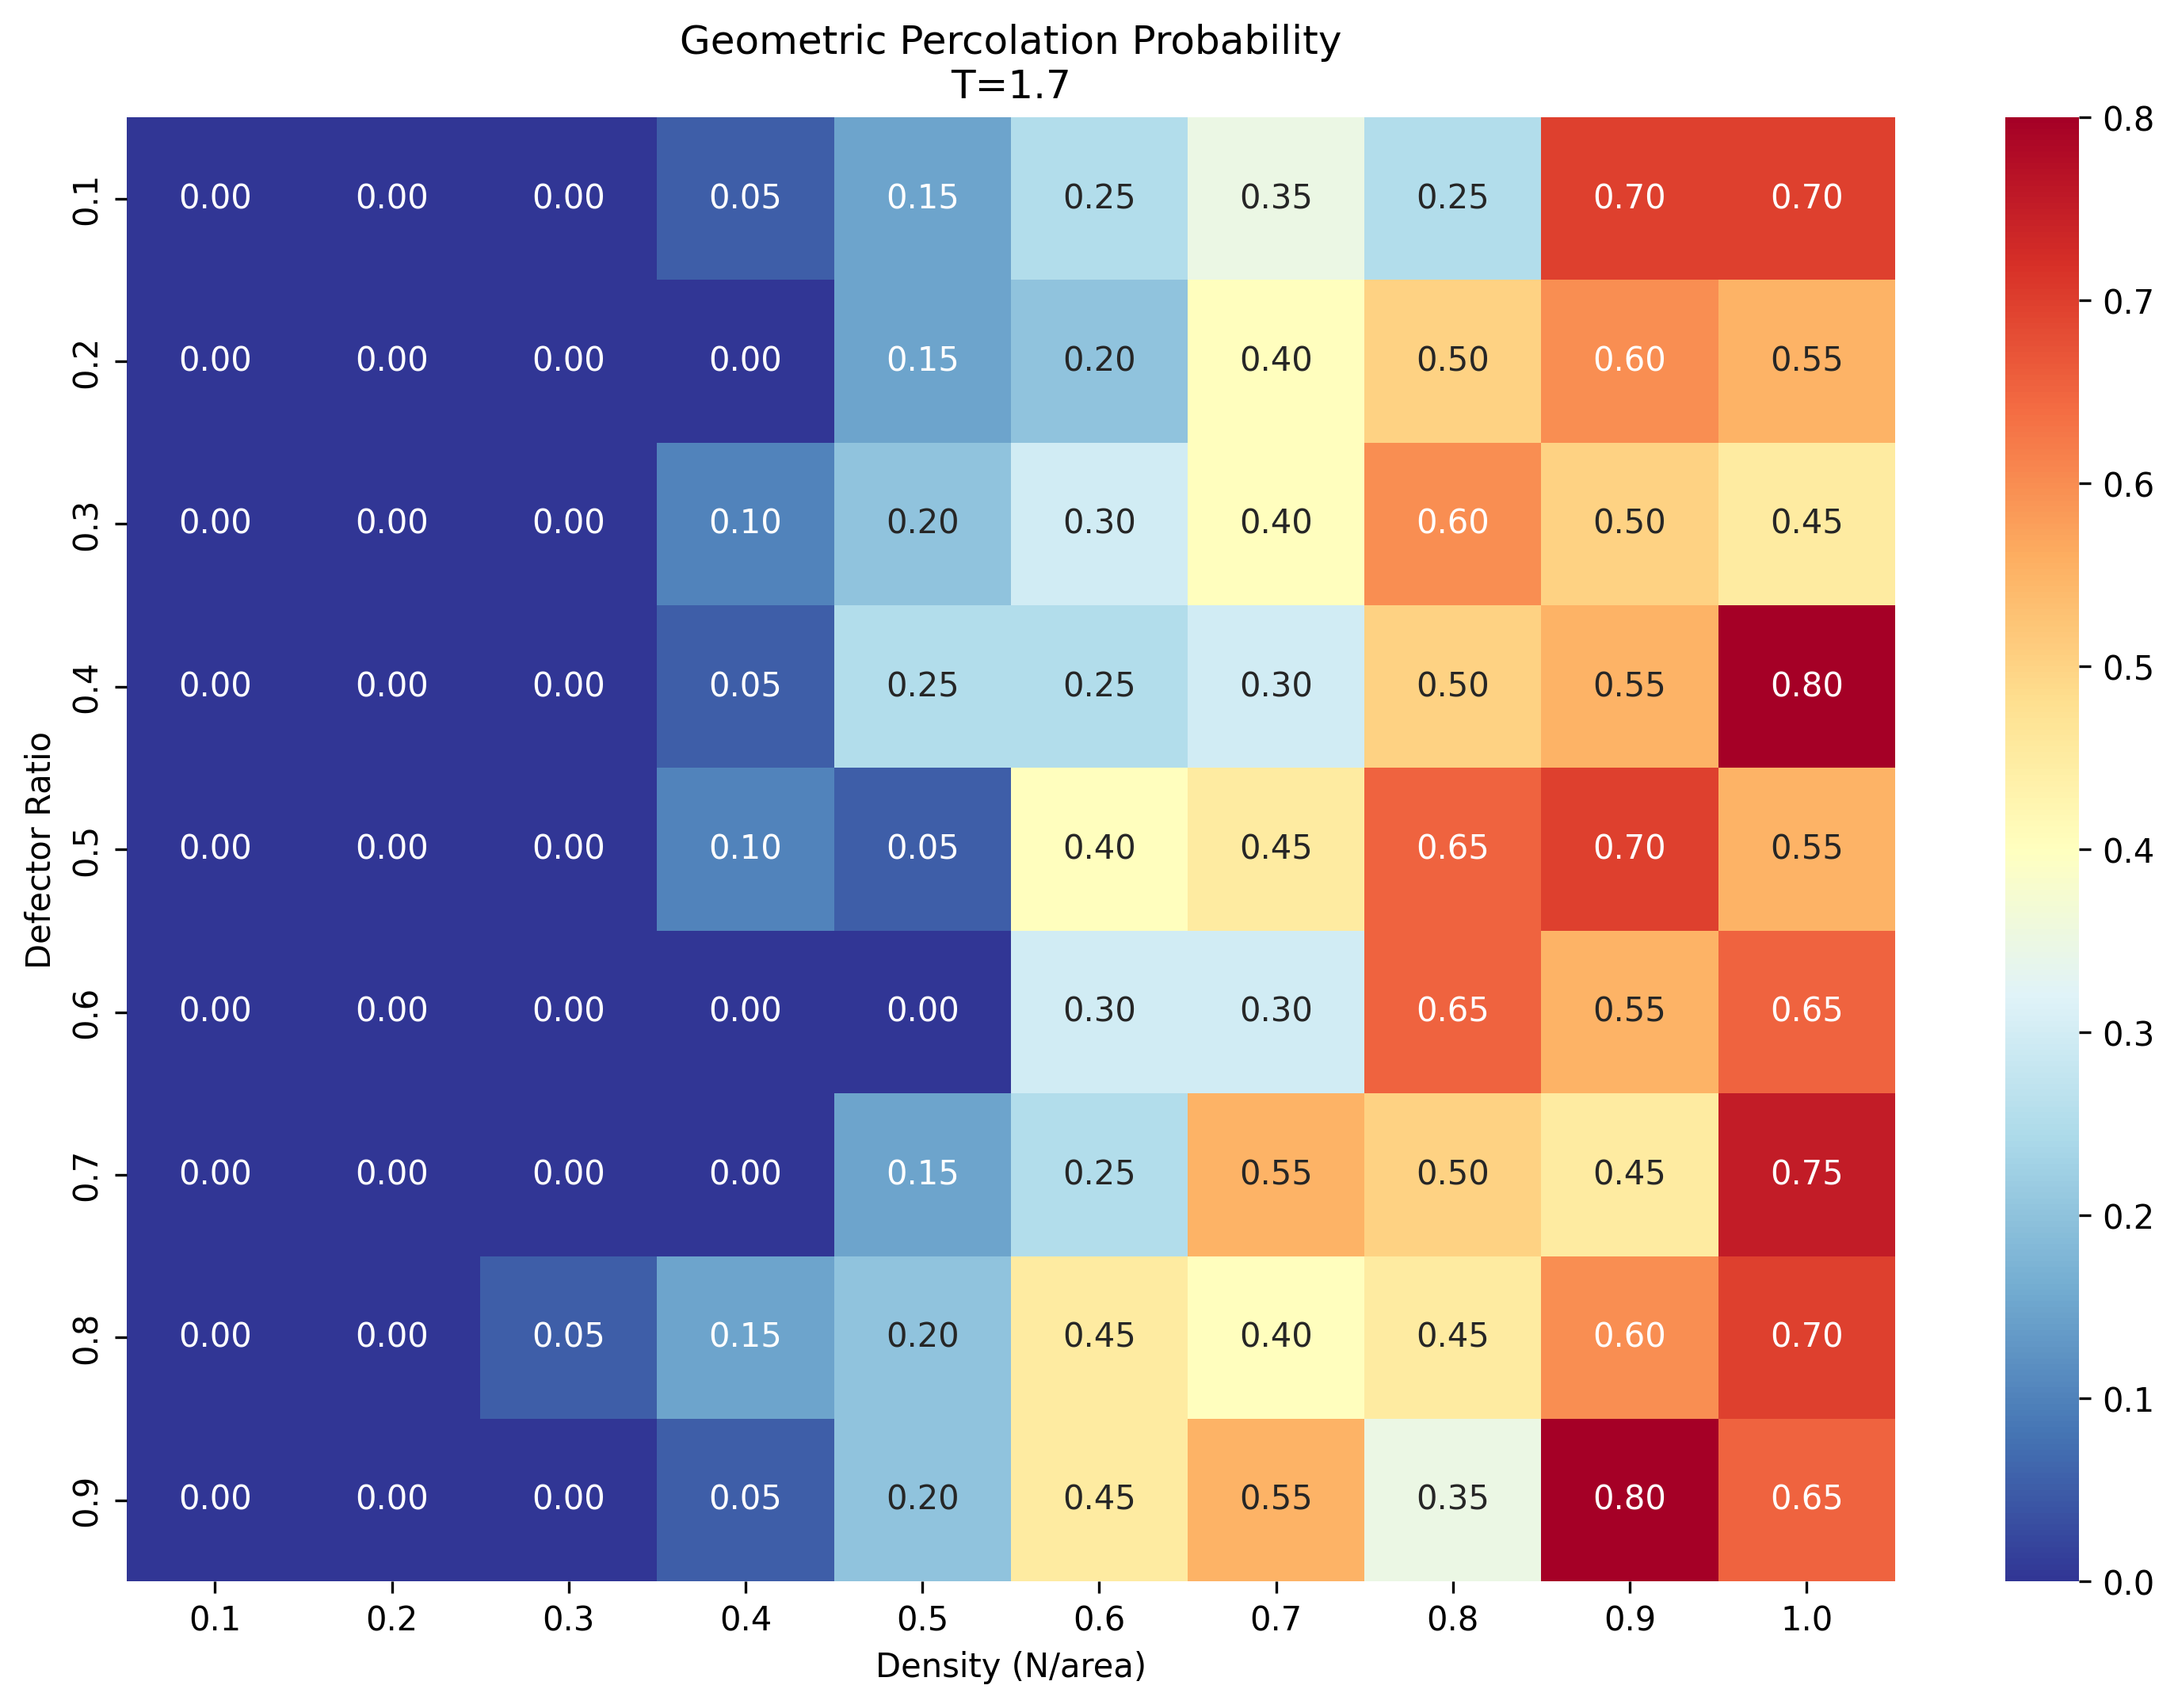 Geometric Percolation Probability
T=1.7
0.1 0.00 0.00 0.00 0.05 0.15 0.25 0.35 0.25 0.70 0.70
0.2 0.00 0.00 0.00 0.00 0.15 0.20 0.40 0.50 0.60 0.55
0.3 0.00 0.00 0.00 0.10 0.20 0.30 0.40 0.60 0.50 0.45
0.4 0.00 0.00 0.00 0.05 0.25 0.25 0.30 0.50 0.55 0.80
0.5 0.00 0.00 0.00 0.10 0.05 0.40 0.45 0.65 0.70 0.55
0.6 0.00 0.00 0.00 0.00 0.00 0.30 0.30 0.65 0.55 0.65
0.7 0.00 0.00 0.00 0.00 0.15 0.25 0.55 0.50 0.45 0.75
0.8 0.00 0.00 0.05 0.15 0.20 0.45 0.40 0.45 0.60 0.70
0.9 0.00 0.00 0.00 0.05 0.20 0.45 0.55 0.35 0.80 0.65
0.1 0.2 0.3 0.4 0.5 0.6 0.7 0.8 0.9 1.0
Density (N/area)
Defector Ratio
0.8
0.7
0.6
0.5
0.4
0.3
0.2
0.1
0.0